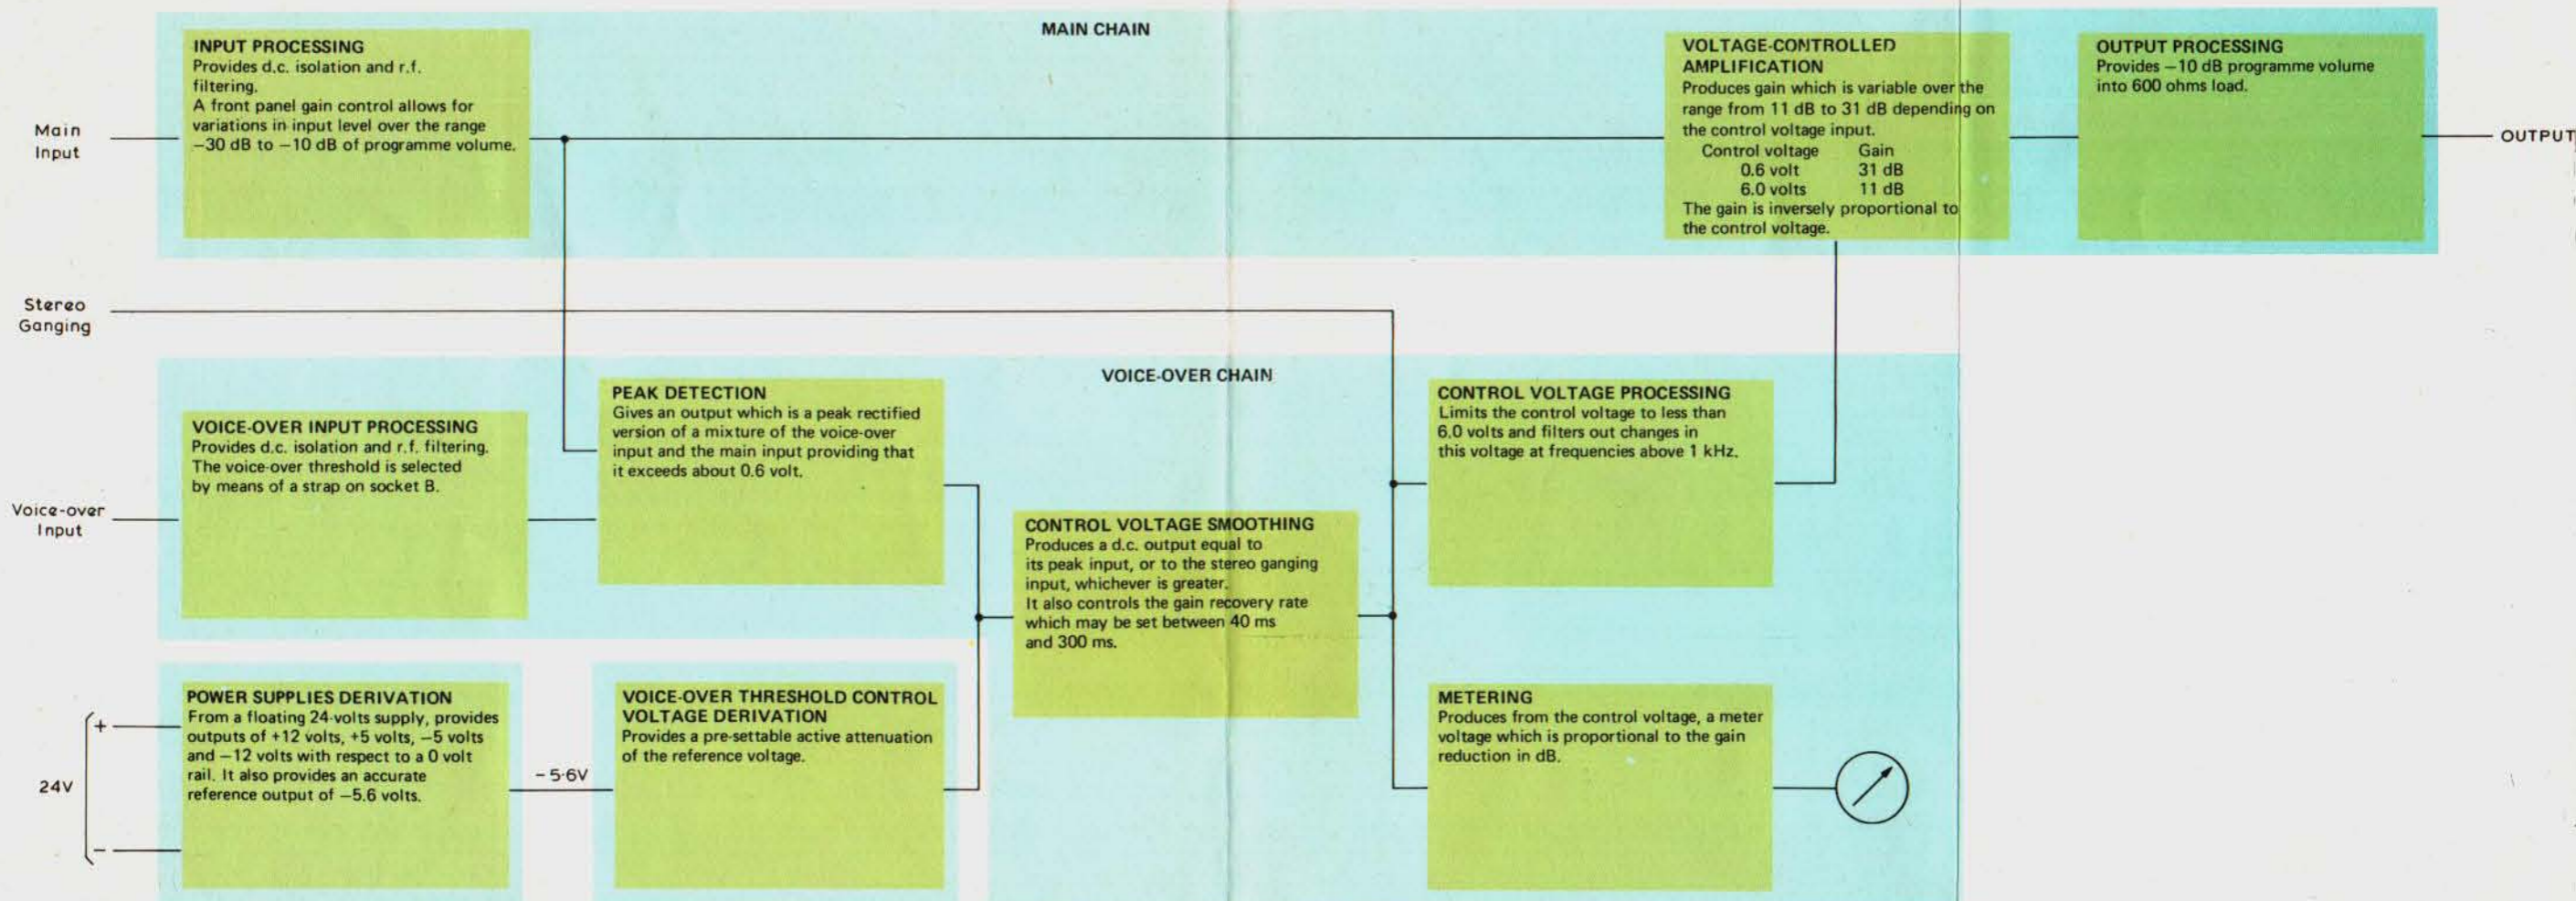 MAIN CHAIN
INPUT PROCESSING
Provides d.c. isolation and r.f.
filtering.
A front panel gain control allows for
variations in input level over the range
−30 dB to −10 dB of programme volume.
Main
Input
VOLTAGE-CONTROLLED
AMPLIFICATION
Produces gain which is variable over the
range from 11 dB to 31 dB depending on
the control voltage input.
Control voltage Gain
0.6 volt 31 dB
6.0 volts 11 dB
The gain is inversely proportional to
the control voltage.
OUTPUT PROCESSING
Provides −10 dB programme volume
into 600 ohms load.
OUTPUT
Stereo
Ganging
VOICE-OVER CHAIN
Voice-over
Input
VOICE-OVER INPUT PROCESSING
Provides d.c. isolation and r.f. filtering.
The voice-over threshold is selected
by means of a strap on socket B.
PEAK DETECTION
Gives an output which is a peak rectified
version of a mixture of the voice-over
input and the main input providing that
it exceeds about 0.6 volt.
CONTROL VOLTAGE SMOOTHING
Produces a d.c. output equal to
its peak input, or to the stereo ganging
input, whichever is greater.
It also controls the gain recovery rate
which may be set between 40 ms
and 300 ms.
CONTROL VOLTAGE PROCESSING
Limits the control voltage to less than
6.0 volts and filters out changes in
this voltage at frequencies above 1 kHz.
24V
+
−
POWER SUPPLIES DERIVATION
From a floating 24-volts supply, provides
outputs of +12 volts, +5 volts, −5 volts
and −12 volts with respect to a 0 volt
rail. It also provides an accurate
reference output of −5.6 volts.
−5·6V
VOICE-OVER THRESHOLD CONTROL
VOLTAGE DERIVATION
Provides a pre-settable active attenuation
of the reference voltage.
METERING
Produces from the control voltage, a meter
voltage which is proportional to the gain
reduction in dB.